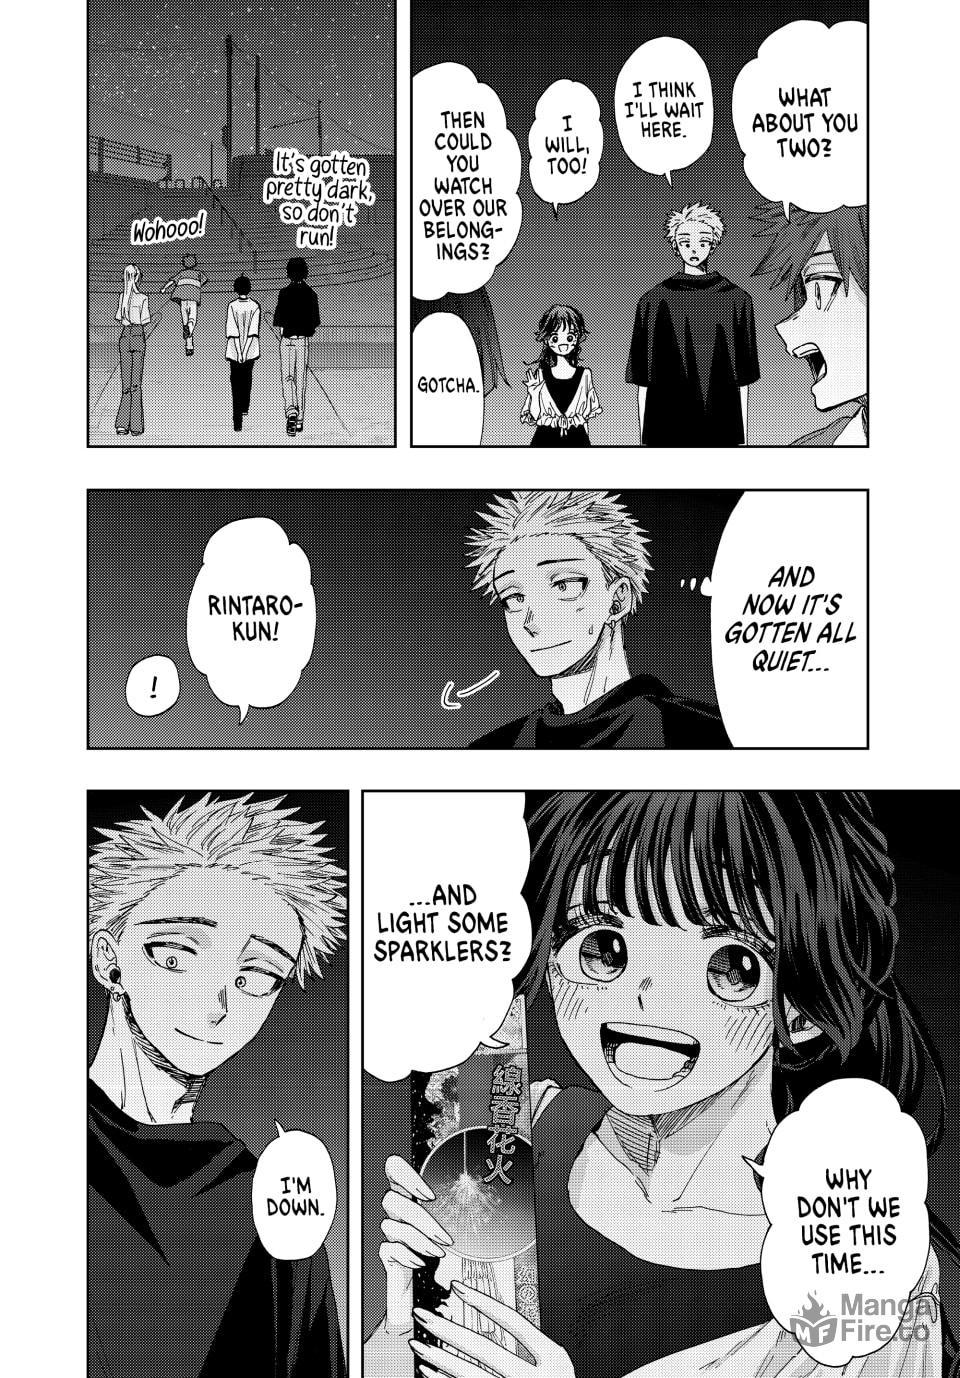 WHAT
ABOUT YOU
TWO?
I THINK
I'LL WAIT
HERE.
I
WILL,
TOO!
THEN
COULD
YOU
WATCH
OVER OUR
BELONG-
INGS?
GOTCHA.
It's gotten
pretty dark,
so don't
run!
Wohooo!
AND
NOW IT'S
GOTTEN ALL
QUIET...
RINTARO-
KUN!
!
WHY
DON'T WE
USE THIS
TIME...
...AND
LIGHT SOME
SPARKLERS?
線香花火
I'M
DOWN.
Manga
Fire.to
MF